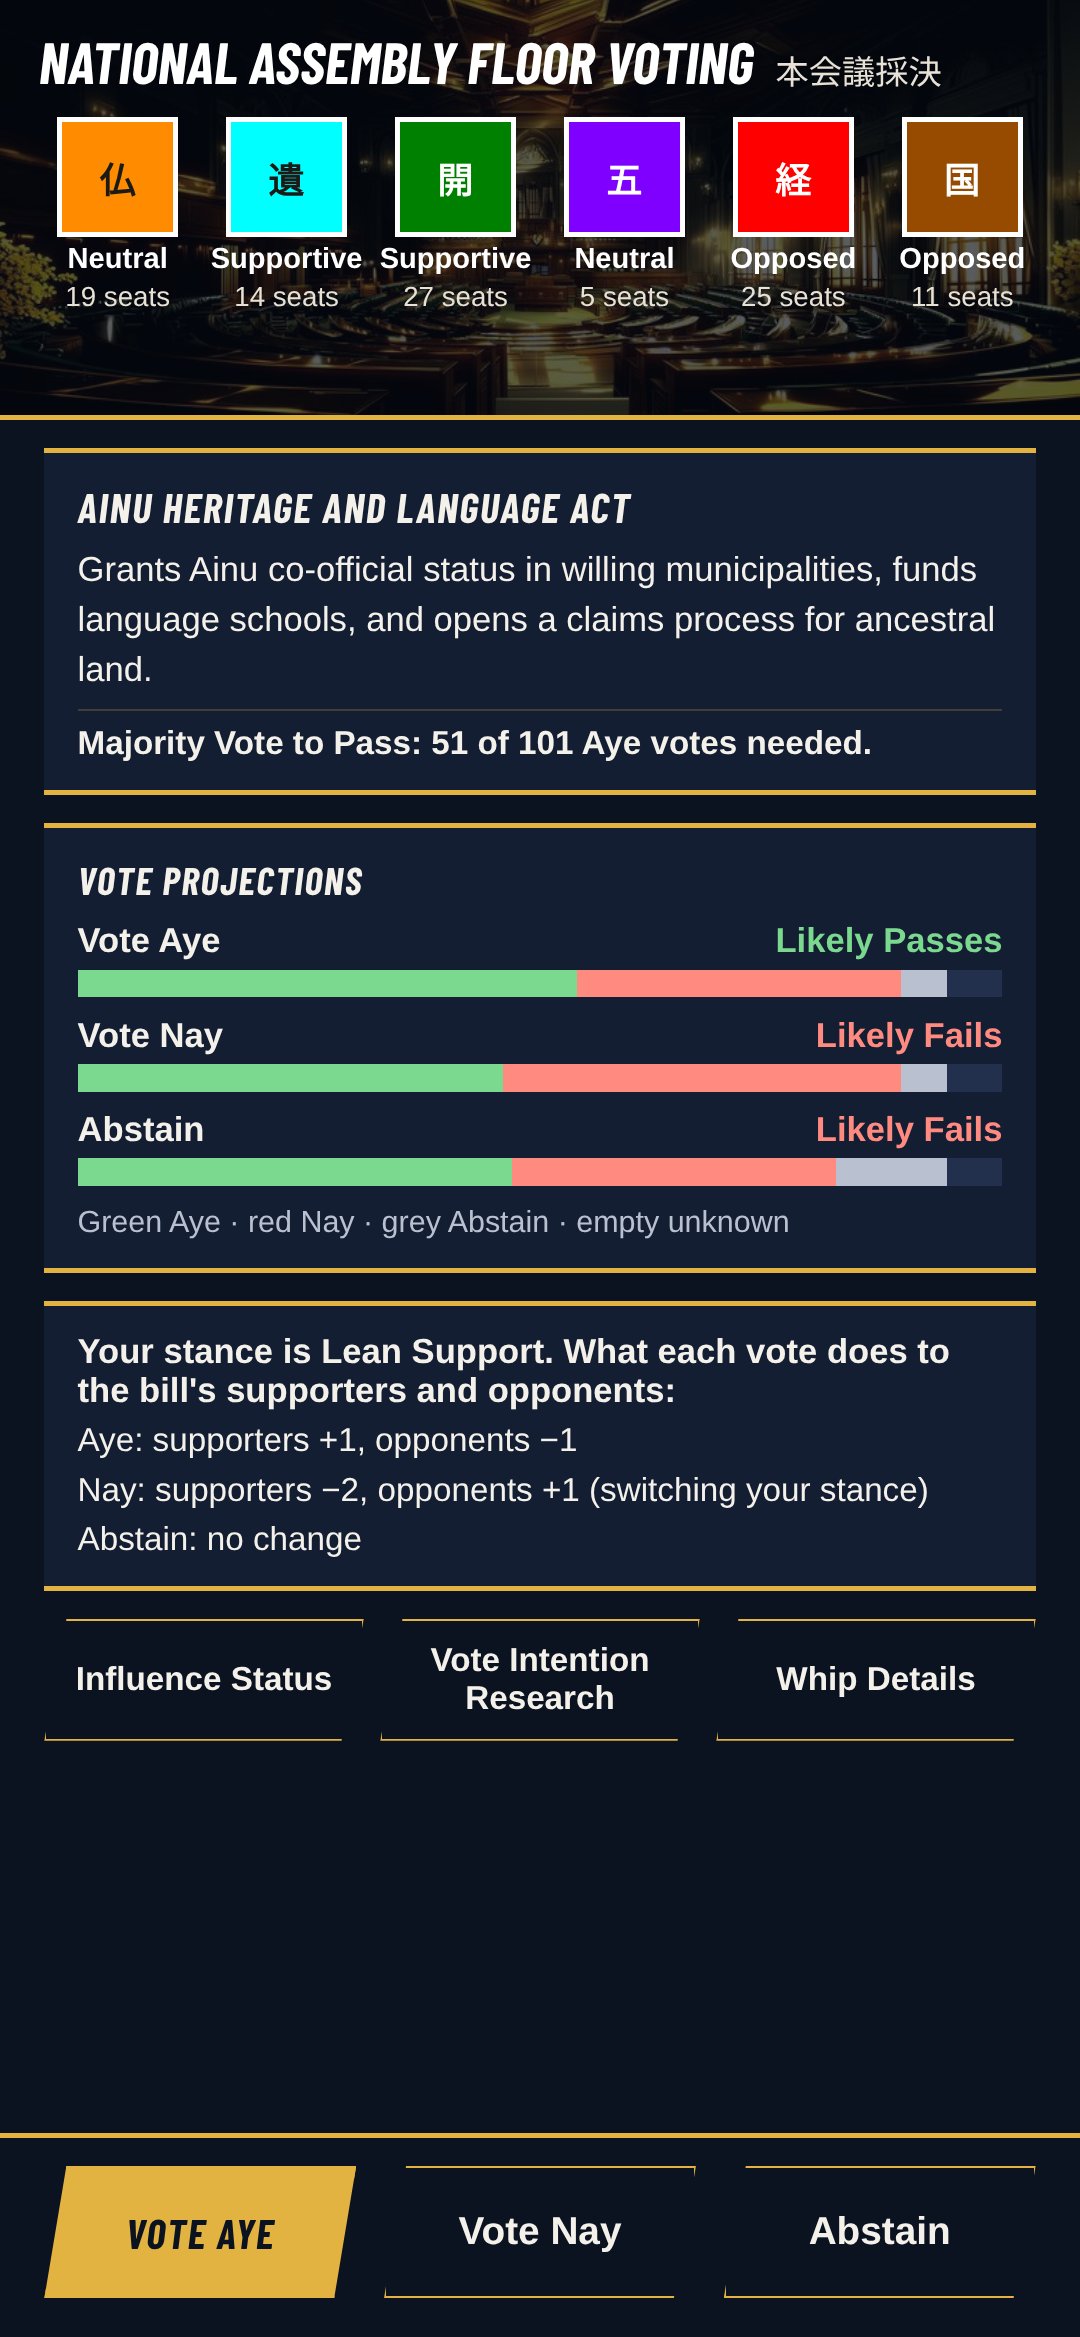 NATIONAL ASSEMBLY FLOOR VOTING 本会議採決
仏 遺 開 五 経 国
Neutral Supportive Supportive Neutral Opposed Opposed
19 seats 14 seats 27 seats 5 seats 25 seats 11 seats
AINU HERITAGE AND LANGUAGE ACT
Grants Ainu co-official status in willing municipalities, funds
language schools, and opens a claims process for ancestral
land.
Majority Vote to Pass: 51 of 101 Aye votes needed.
VOTE PROJECTIONS
Vote Aye Likely Passes
Vote Nay Likely Fails
Abstain Likely Fails
Green Aye · red Nay · grey Abstain · empty unknown
Your stance is Lean Support. What each vote does to
the bill's supporters and opponents:
Aye: supporters +1, opponents −1
Nay: supporters −2, opponents +1 (switching your stance)
Abstain: no change
Influence Status
Vote Intention
Research
Whip Details
VOTE AYE Vote Nay Abstain